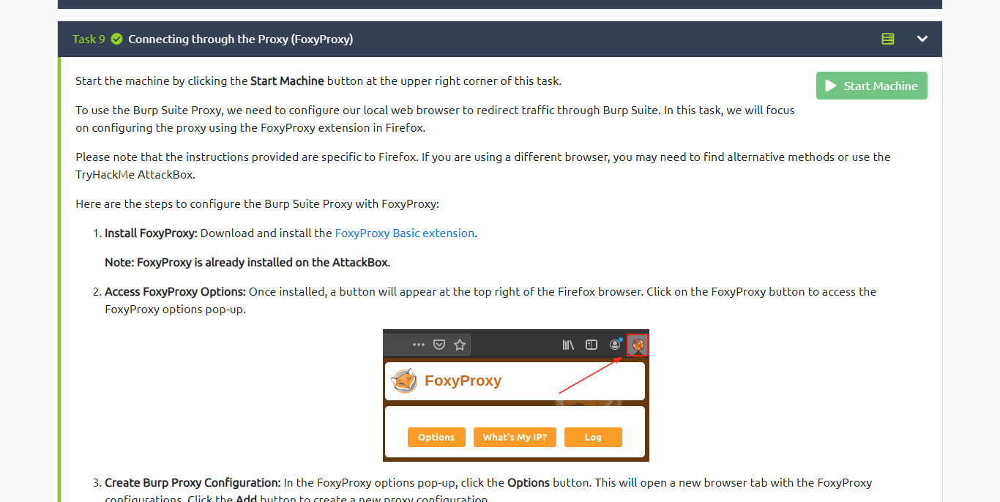 Task 9 Connecting through the Proxy (FoxyProxy)
Start the machine by clicking the Start Machine button at the upper right corner of this task.
Start Machine
To use the Burp Suite Proxy, we need to configure our local web browser to redirect traffic through Burp Suite. In this task, we will focus
on configuring the proxy using the FoxyProxy extension in Firefox.
Please note that the instructions provided are specific to Firefox. If you are using a different browser, you may need to find alternative methods or use the
TryHackMe AttackBox.
Here are the steps to configure the Burp Suite Proxy with FoxyProxy:
1. Install FoxyProxy: Download and install the FoxyProxy Basic extension.
Note: FoxyProxy is already installed on the AttackBox.
2. Access FoxyProxy Options: Once installed, a button will appear at the top right of the Firefox browser. Click on the FoxyProxy button to access the
FoxyProxy options pop-up.
FoxyProxy
Options What's My IP? Log
3. Create Burp Proxy Configuration: In the FoxyProxy options pop-up, click the Options button. This will open a new browser tab with the FoxyProxy
configurations. Click the Add button to create a new proxy configuration.